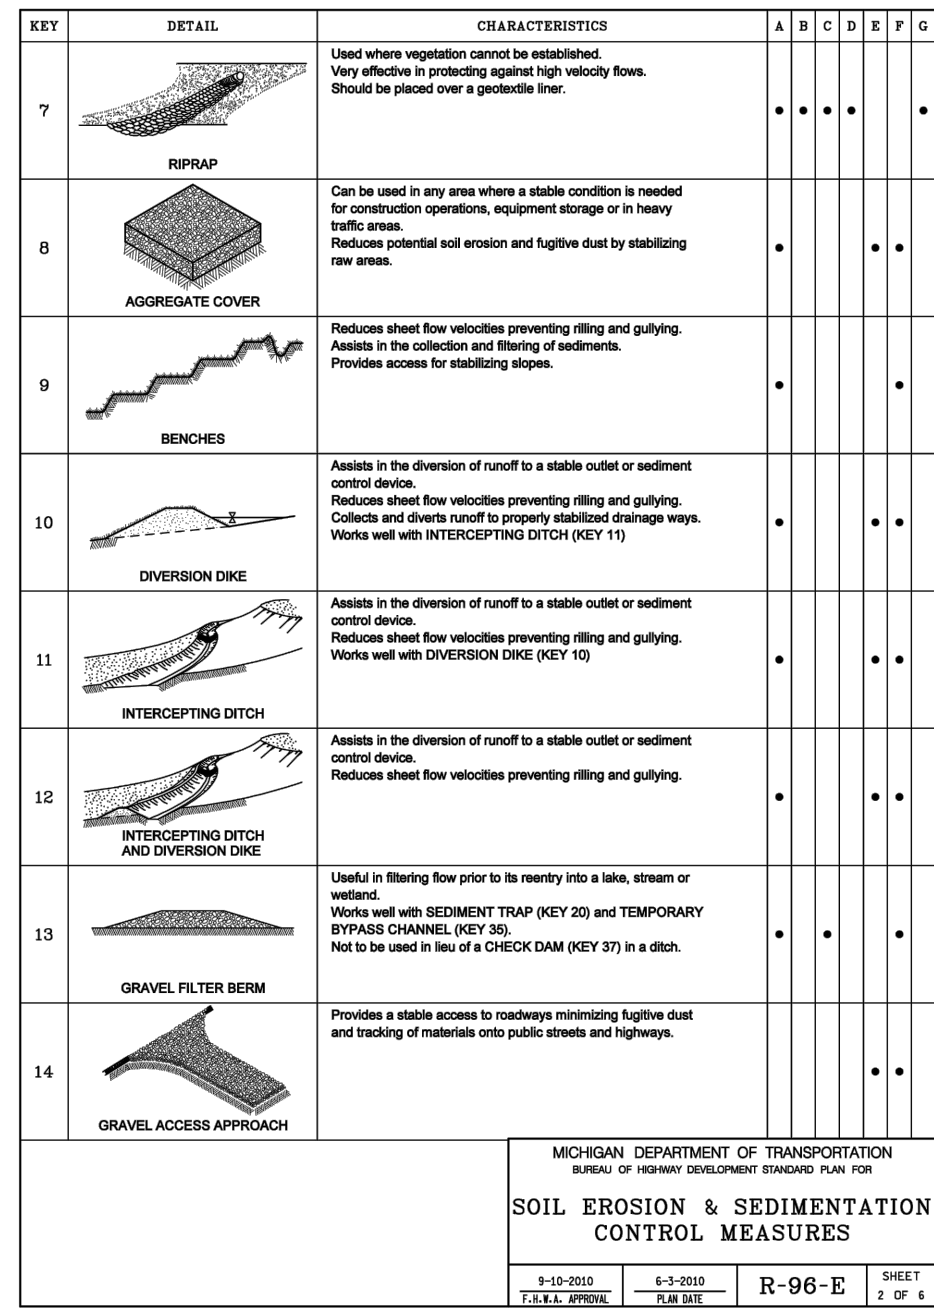 KEY DETAIL CHARACTERISTICS A B C D E F G
7
RIPRAP
Used where vegetation cannot be established.
Very effective in protecting against high velocity flows.
Should be placed over a geotextile liner.
● ● ● ● ●
8
AGGREGATE COVER
Can be used in any area where a stable condition is needed
for construction operations, equipment storage or in heavy
traffic areas.
Reduces potential soil erosion and fugitive dust by stabilizing
raw areas.
● ● ●
9
BENCHES
Reduces sheet flow velocities preventing rilling and gullying.
Assists in the collection and filtering of sediments.
Provides access for stabilizing slopes.
● ●
10
DIVERSION DIKE
Assists in the diversion of runoff to a stable outlet or sediment
control device.
Reduces sheet flow velocities preventing rilling and gullying.
Collects and diverts runoff to properly stabilized drainage ways.
Works well with INTERCEPTING DITCH (KEY 11)
● ● ●
11
INTERCEPTING DITCH
Assists in the diversion of runoff to a stable outlet or sediment
control device.
Reduces sheet flow velocities preventing rilling and gullying.
Works well with DIVERSION DIKE (KEY 10)
● ● ●
12
INTERCEPTING DITCH
AND DIVERSION DIKE
Assists in the diversion of runoff to a stable outlet or sediment
control device.
Reduces sheet flow velocities preventing rilling and gullying.
● ● ●
13
GRAVEL FILTER BERM
Useful in filtering flow prior to its reentry into a lake, stream or
wetland.
Works well with SEDIMENT TRAP (KEY 20) and TEMPORARY
BYPASS CHANNEL (KEY 35).
Not to be used in lieu of a CHECK DAM (KEY 37) in a ditch.
● ● ●
14
GRAVEL ACCESS APPROACH
Provides a stable access to roadways minimizing fugitive dust
and tracking of materials onto public streets and highways.
● ●
MICHIGAN DEPARTMENT OF TRANSPORTATION
BUREAU OF HIGHWAY DEVELOPMENT STANDARD PLAN FOR
SOIL EROSION & SEDIMENTATION
CONTROL MEASURES
9-10-2010
F.H.W.A. APPROVAL
6-3-2010
PLAN DATE
R-96-E
SHEET
2 OF 6